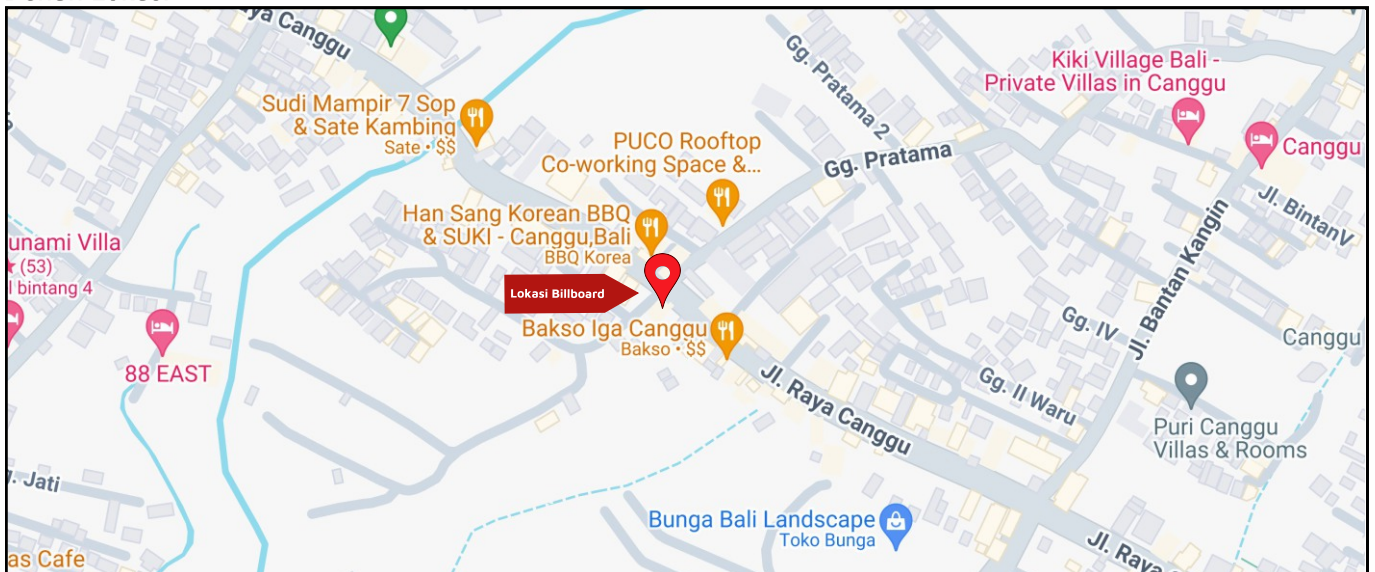 Raya Canggu
Gg. Pratama 2
Kiki Village Bali -
Private Villas in Canggu
Sudi Mampir 7 Sop
& Sate Kambing
Sate • $$
PUCO Rooftop
Co-working Space &...
Gg. Pratama
Canggu
Jl. BintanV
Han Sang Korean BBQ
& SUKI - Canggu,Bali
BBQ Korea
unami Villa
(53)
l bintang 4
Lokasi Billboard
Jl. Bantan Kangin
Bakso Iga Canggu
Bakso • $$
Gg. IV
Canggu
88 EAST
Jl. Raya Canggu
Gg. II Waru
Puri Canggu
Villas & Rooms
. Jati
Bunga Bali Landscape
Toko Bunga
Jl. Raya
as Cafe